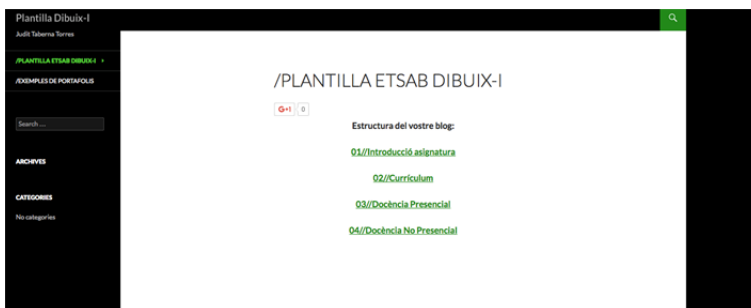 Plantilla Dibuix-I
Judit Taberna Torres
/PLANTILLA ETSAB DIBUIX-I
/EXEMPLES DE PORTAFOLIS
Search ...
ARCHIVES
CATEGORIES
No categories
/PLANTILLA ETSAB DIBUIX-I
G+1 0
Estructura del vostre blog:
01//Introducció asignatura
02//Curriculum
03//Docència Presencial
04//Docència No Presencial